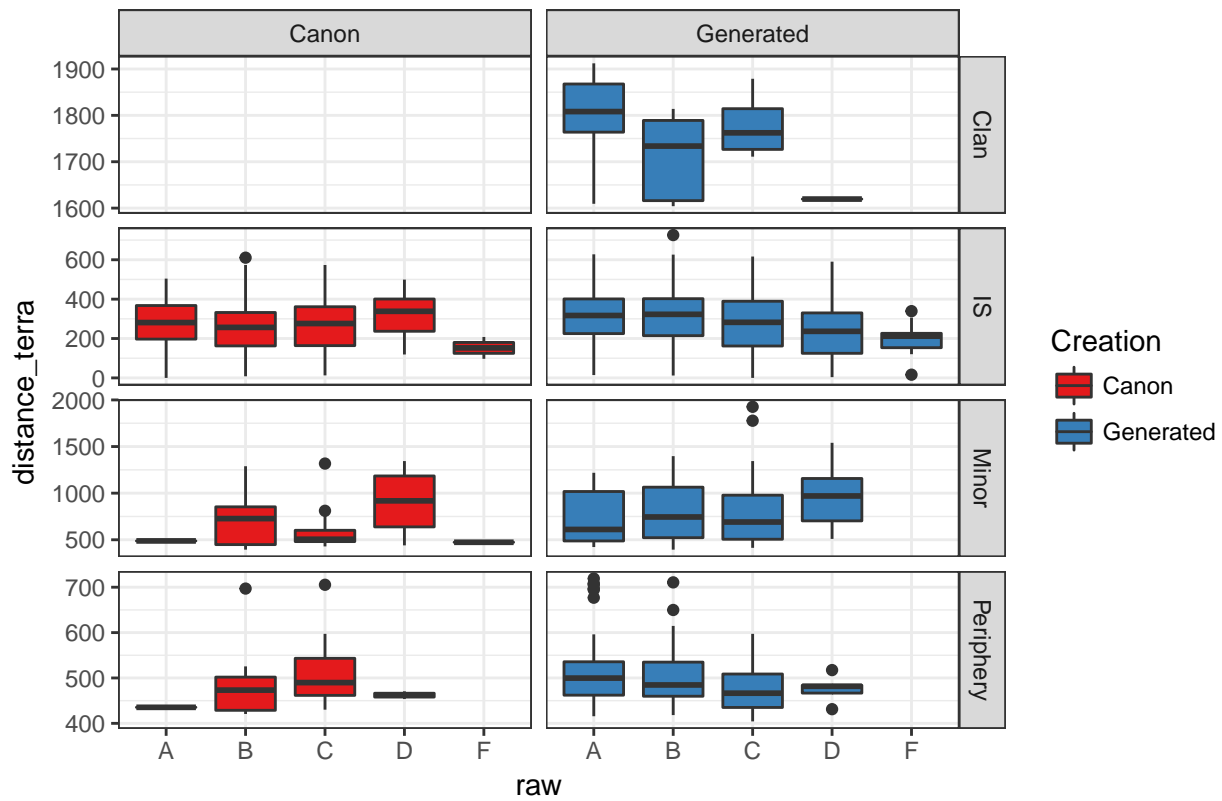 Canon Generated
1900
1800
1700
1600
Clan
600
400
200
0
IS
2000
1500
1000
500
Minor
700
600
500
400
Periphery
A B C D F A B C D F
raw
distance_terra
Creation
Canon
Generated